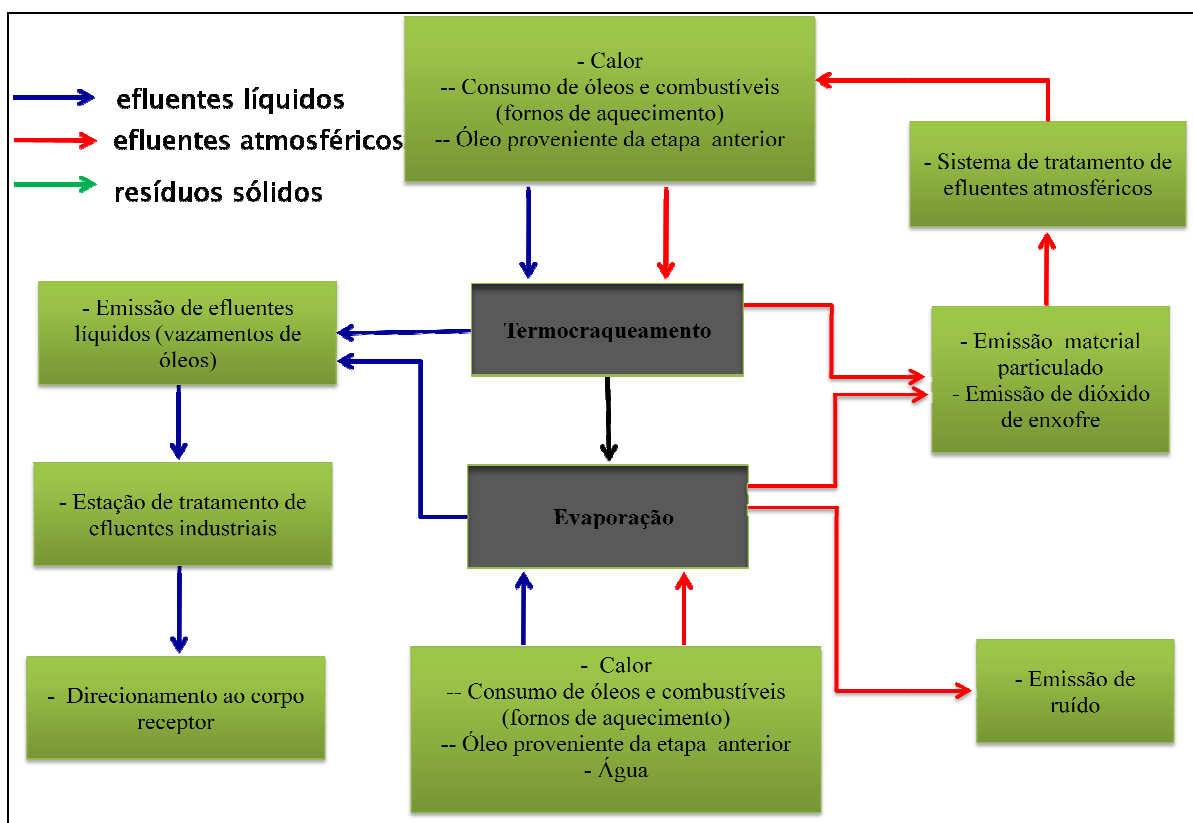 - Calor
-- Consumo de óleos e combustíveis
(fornos de aquecimento)
-- Óleo proveniente da etapa anterior
efluentes líquidos
efluentes atmosféricos
resíduos sólidos
- Sistema de tratamento de
efluentes atmosféricos
- Emissão de efluentes
líquidos (vazamentos de
óleos)
Termocraqueamento
- Emissão material
particulado
- Emissão de dióxido
de enxofre
- Estação de tratamento de
efluentes industriais
Evaporação
- Direcionamento ao corpo
receptor
- Calor
-- Consumo de óleos e combustíveis
(fornos de aquecimento)
-- Óleo proveniente da etapa anterior
- Água
- Emissão de
ruído